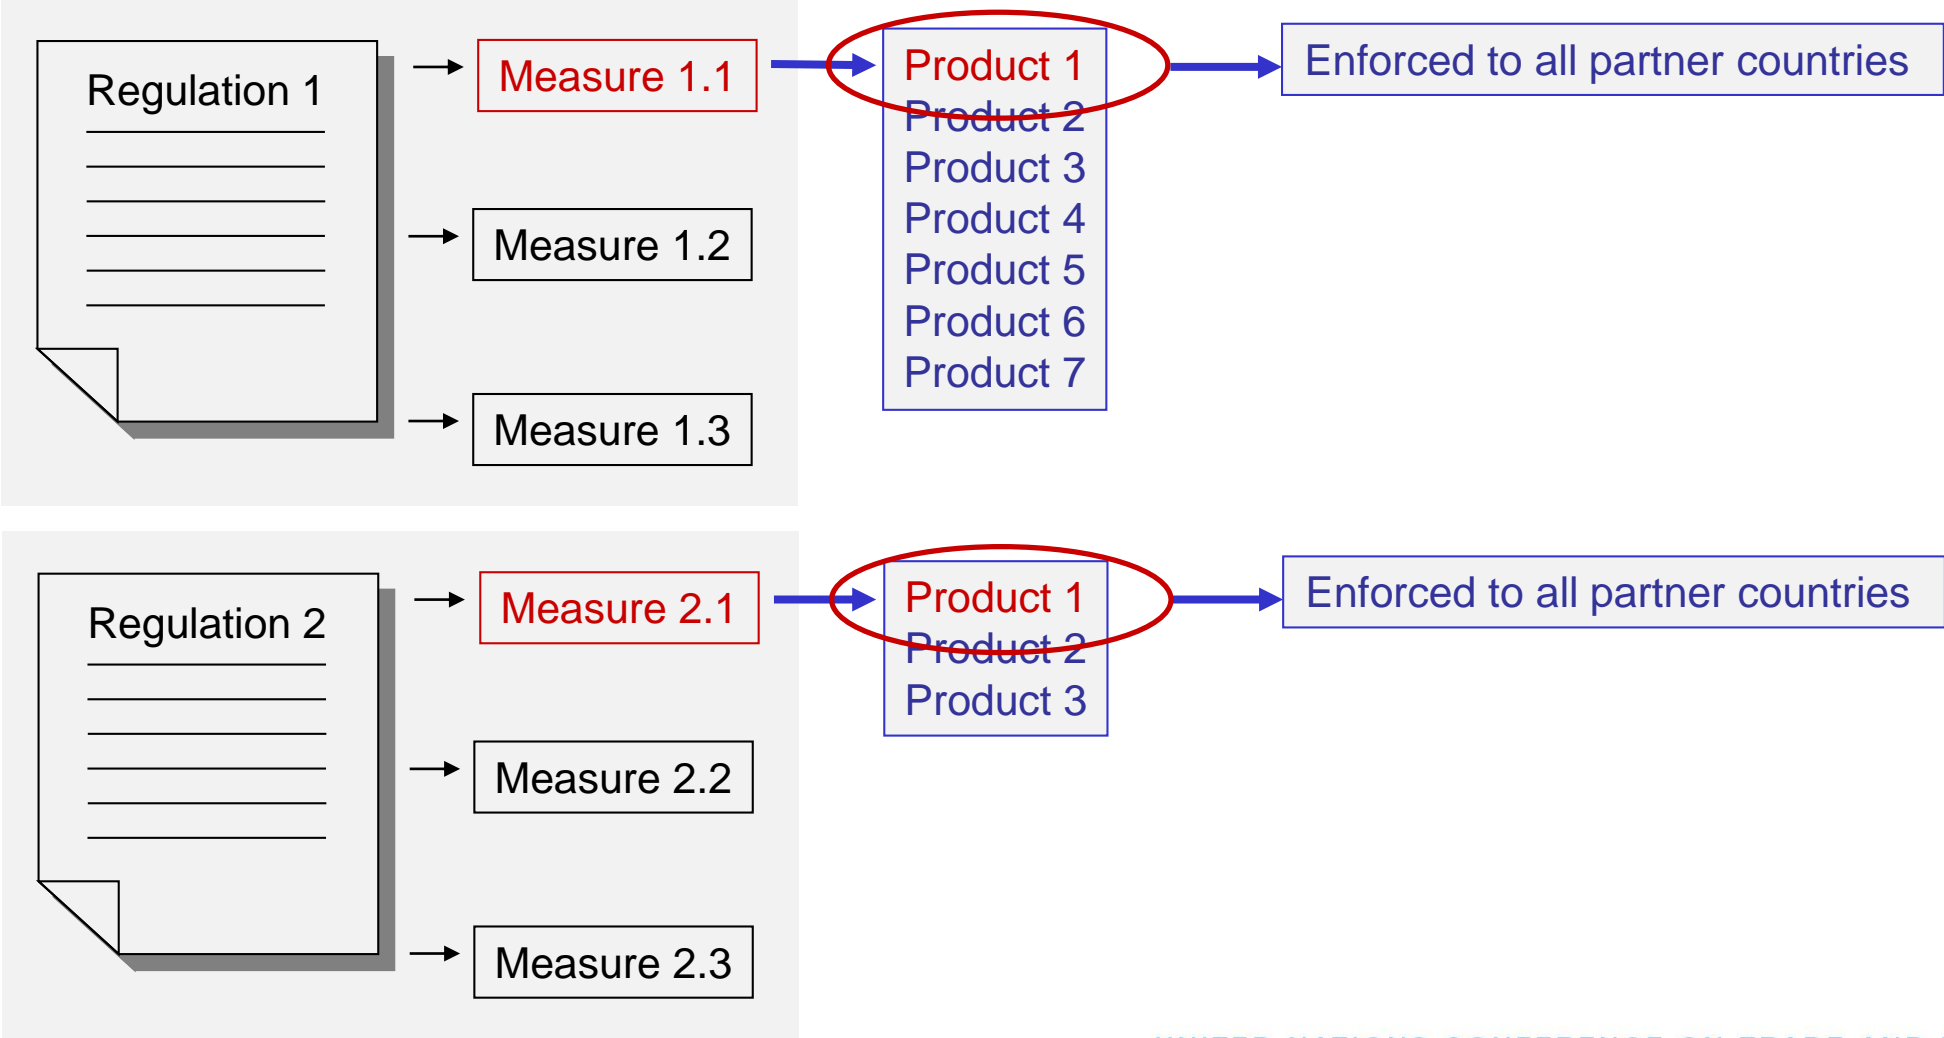 Regulation 1
Measure 1.1
Measure 1.2
Measure 1.3
Product 1
Product 2
Product 3
Product 4
Product 5
Product 6
Product 7
Enforced to all partner countries
Regulation 2
Measure 2.1
Measure 2.2
Measure 2.3
Product 1
Product 2
Product 3
Enforced to all partner countries